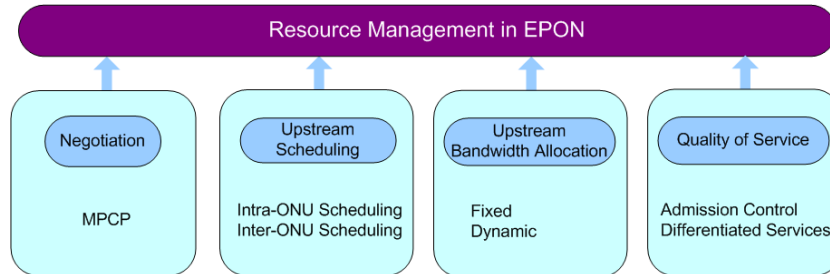 Resource Management in EPON
Negotiation
MPCP
Upstream
Scheduling
Intra-ONU Scheduling
Inter-ONU Scheduling
Upstream
Bandwidth Allocation
Fixed
Dynamic
Quality of Service
Admission Control
Differentiated Services